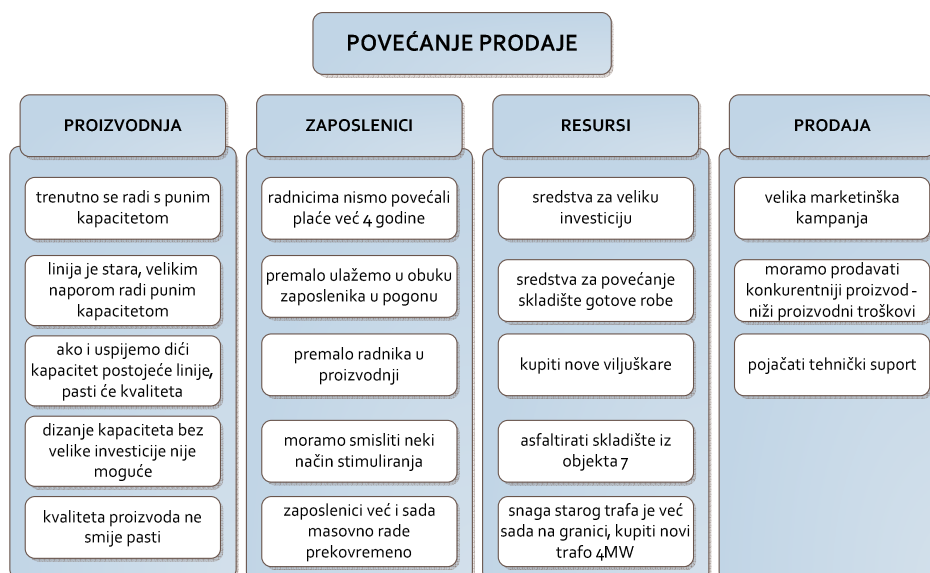 POVEĆANJE PRODAJE
PROIZVODNJA
trenutno se radi s punim
kapacitetom
linija je stara, velikim
naporom radi punim
kapacitetom
ako i uspijemo dići
kapacitet postojeće linije,
pasti će kvaliteta
dizanje kapaciteta bez
velike investicije nije
moguće
kvaliteta proizvoda ne
smije pasti
ZAPOSLENICI
radnicima nismo povećali
plaće već 4 godine
premalo ulažemo u obuku
zaposlenika u pogonu
premalo radnika u
proizvodnji
moramo smisliti neki
način stimuliranja
zaposlenici već i sada
masovno rade
prekovremeno
RESURSI
sredstva za veliku
investiciju
sredstva za povećanje
skladište gotove robe
kupiti nove viljuškare
asfaltirati skladište iz
objekta 7
snaga starog trafa je već
sada na granici, kupiti novi
trafo 4MW
PRODAJA
velika marketinška
kampanja
moramo prodavati
konkurentniji proizvod -
niži proizvodni troškovi
pojačati tehnički suport